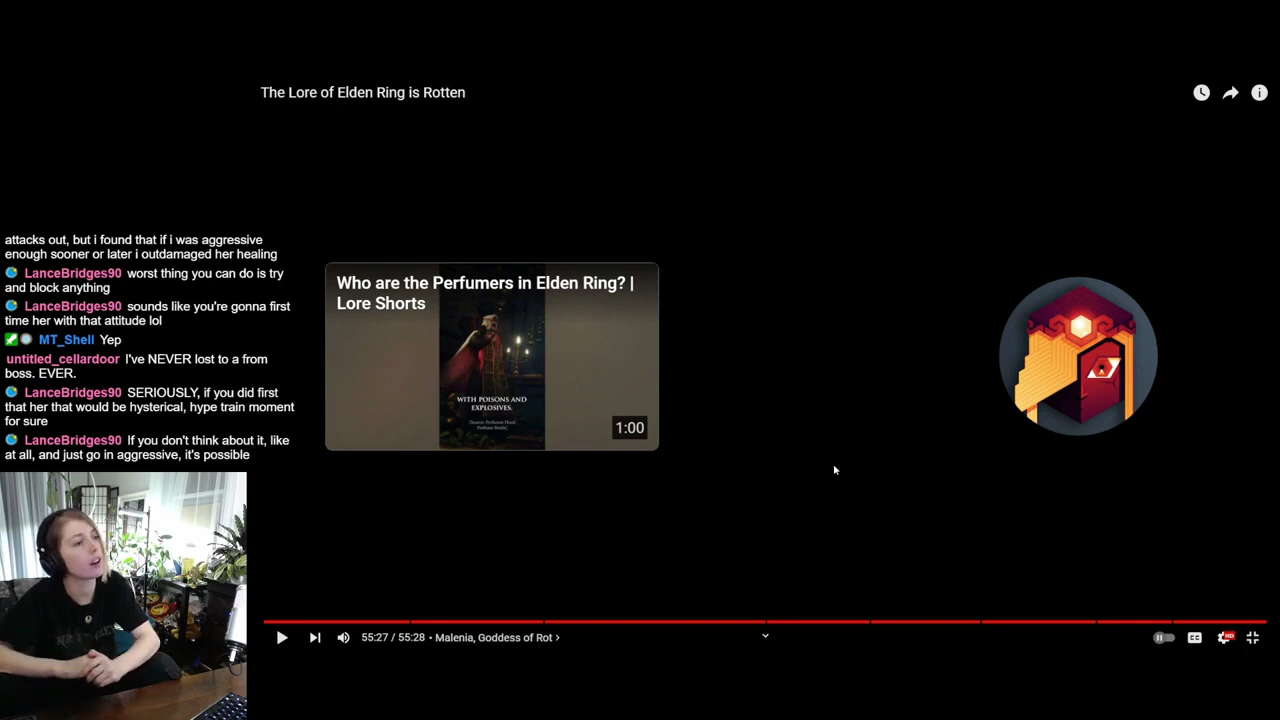 The Lore of Elden Ring is Rotten
attacks out, but i found that if i was aggressive
enough sooner or later i outdamaged her healing
LanceBridges90 worst thing you can do is try
and block anything
LanceBridges90 sounds like you're gonna first
time her with that attitude lol
MT_Shell Yep
untitled_cellardoor I've NEVER lost to a from
boss. EVER.
LanceBridges90 SERIOUSLY, if you did first
that her that would be hysterical, hype train moment
for sure
LanceBridges90 If you don't think about it, like
at all, and just go in aggressive, it's possible
Who are the Perfumers in Elden Ring? |
Lore Shorts
WITH POISONS AND
EXPLOSIVES.
1:00
55:27 / 55:28 • Malenia, Goddess of Rot ›
CC
HD